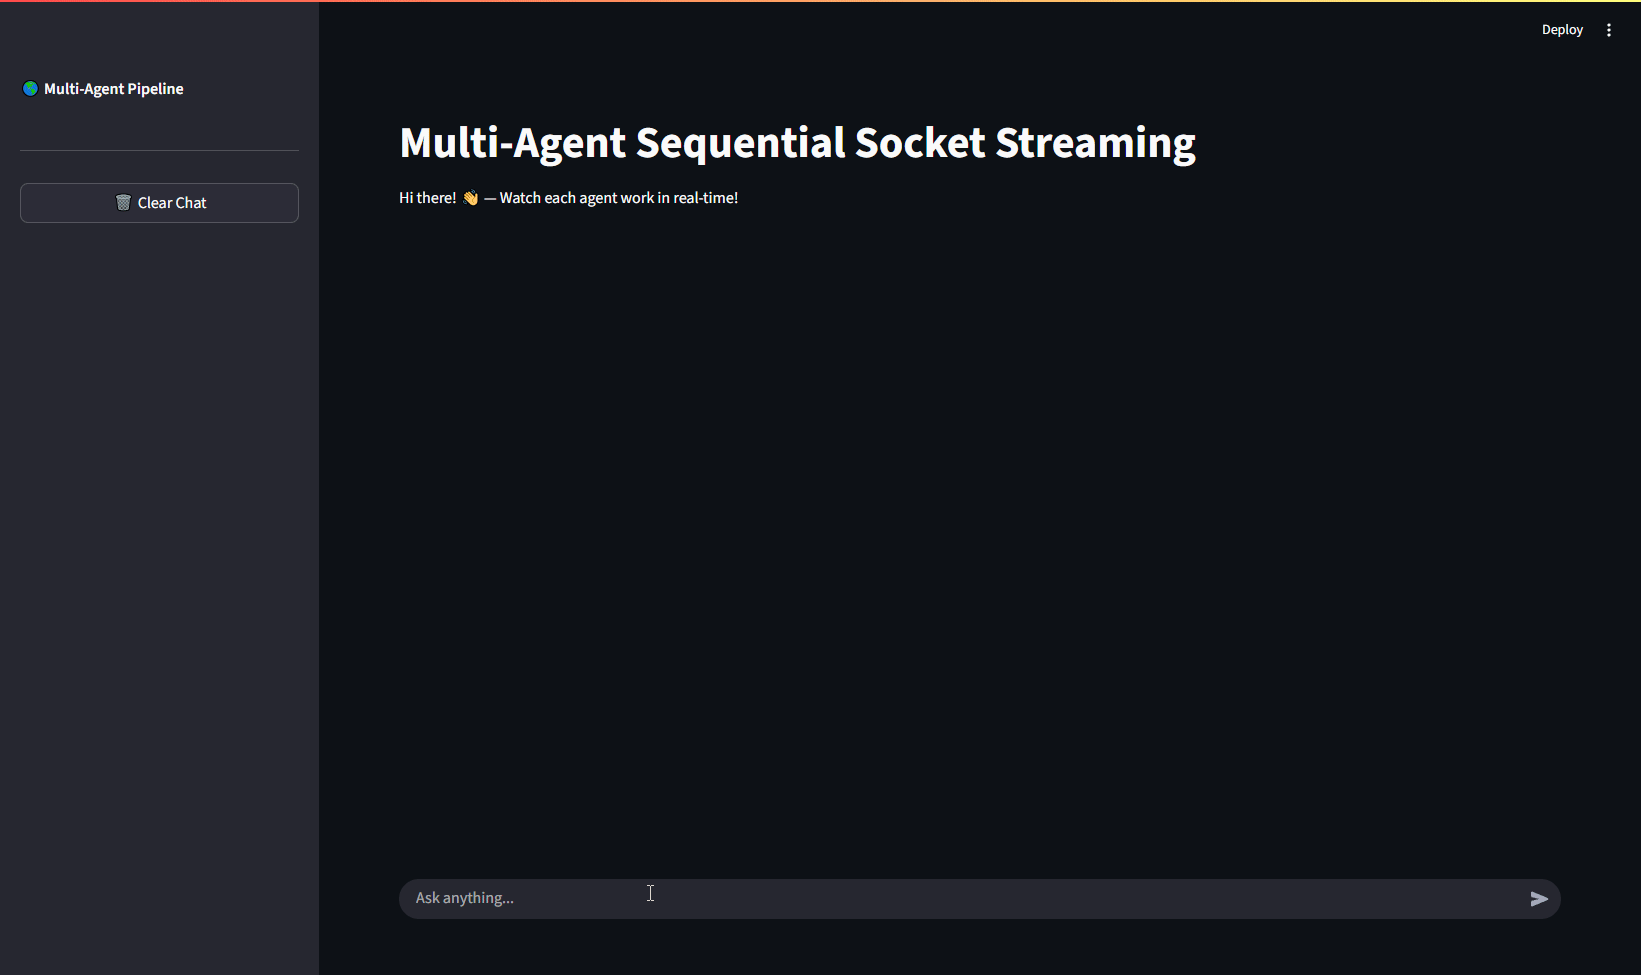 Deploy
🌎 Multi-Agent Pipeline
🗑️ Clear Chat
Multi-Agent Sequential Socket Streaming
Hi there! 👋 — Watch each agent work in real-time!
Ask anything...